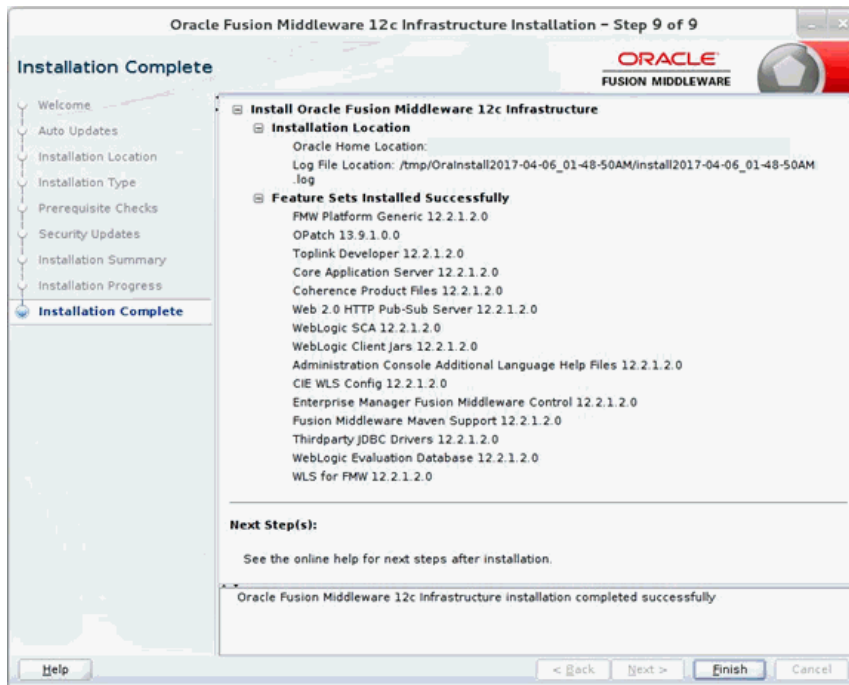 Oracle Fusion Middleware 12c Infrastructure Installation - Step 9 of 9
Installation Complete
ORACLE
FUSION MIDDLEWARE
Welcome
Auto Updates
Installation Location
Installation Type
Prerequisite Checks
Security Updates
Installation Summary
Installation Progress
Installation Complete
Install Oracle Fusion Middleware 12c Infrastructure
Installation Location
Oracle Home Location:
Log File Location: /tmp/OraInstall2017-04-06_01-48-50AM/install2017-04-06_01-48-50AM
.log
Feature Sets Installed Successfully
FMW Platform Generic 12.2.1.2.0
OPatch 13.9.1.0.0
Toplink Developer 12.2.1.2.0
Core Application Server 12.2.1.2.0
Coherence Product Files 12.2.1.2.0
Web 2.0 HTTP Pub-Sub Server 12.2.1.2.0
WebLogic SCA 12.2.1.2.0
WebLogic Client Jars 12.2.1.2.0
Administration Console Additional Language Help Files 12.2.1.2.0
CIE WLS Config 12.2.1.2.0
Enterprise Manager Fusion Middleware Control 12.2.1.2.0
Fusion Middleware Maven Support 12.2.1.2.0
Thirdparty JDBC Drivers 12.2.1.2.0
WebLogic Evaluation Database 12.2.1.2.0
WLS for FMW 12.2.1.2.0
Next Step(s):
See the online help for next steps after installation.
Oracle Fusion Middleware 12c Infrastructure installation completed successfully
Help
< Back
Next >
Finish
Cancel